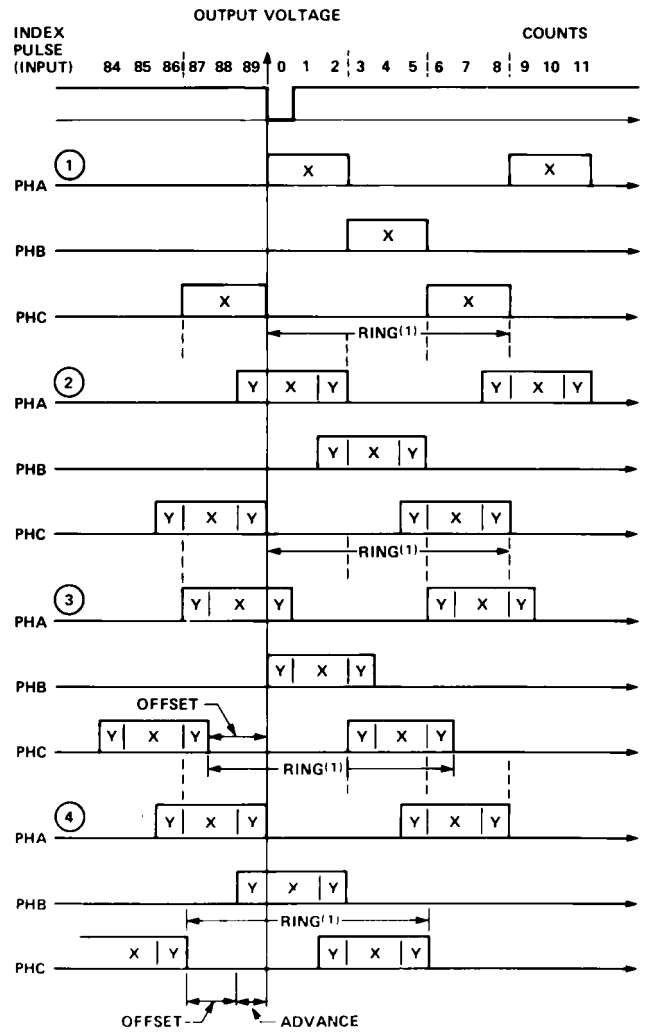 OUTPUT VOLTAGE
INDEX PULSE (INPUT)
COUNTS
84 85 86 87 88 89 0 1 2 3 4 5 6 7 8 9 10 11
1
PHA X X
PHB X
PHC X X
RING(1)
2
PHA Y X Y Y X Y
PHB Y X Y
PHC Y X Y Y X Y
RING(1)
3
PHA Y X Y Y X Y
PHB Y X Y
OFFSET
PHC Y X Y Y X Y
RING(1)
4
PHA Y X Y Y X Y
PHB Y X Y
RING(1)
PHC X Y Y X Y
OFFSET ADVANCE